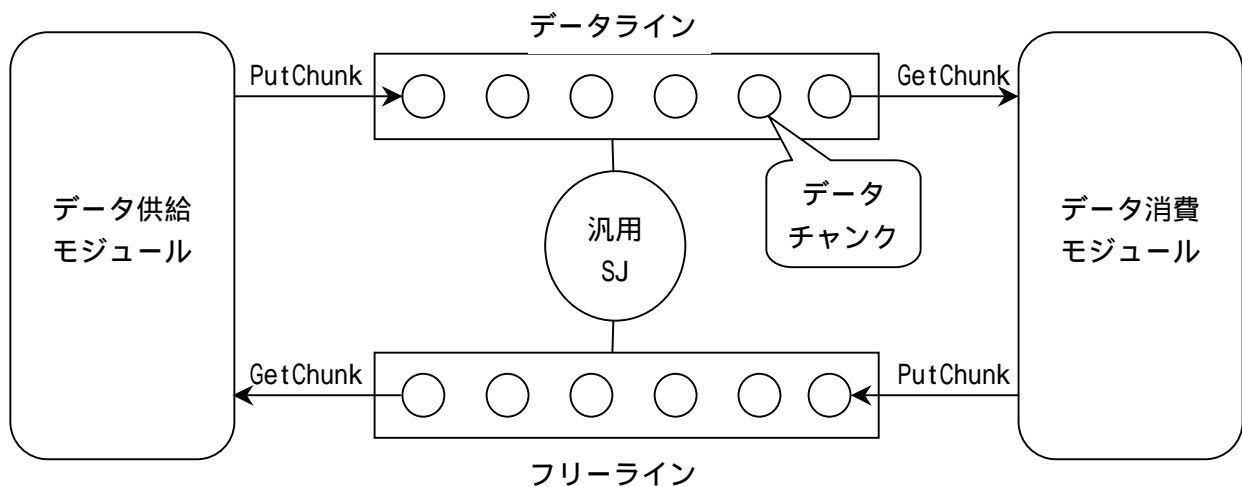 データライン
PutChunk
GetChunk
データ供給
モジュール
汎用
SJ
データ
チャンク
データ消費
モジュール
GetChunk
PutChunk
フリーライン